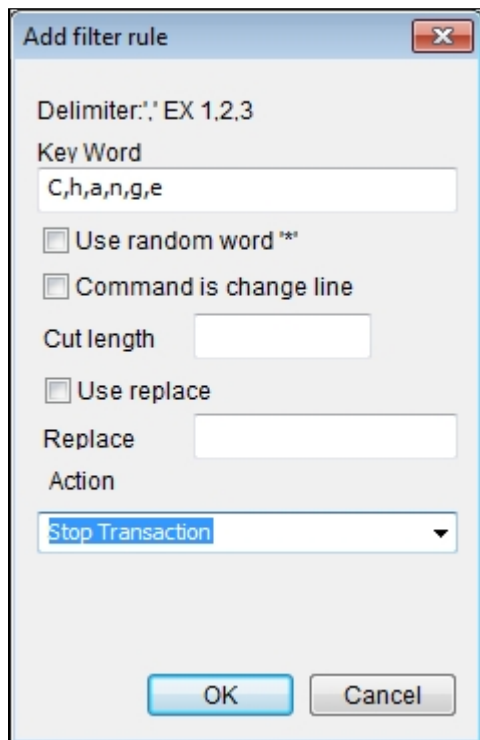 Add filter rule
Delimiter:',' EX 1,2,3
Key Word
C,h,a,n,g,e
Use random word '*'
Command is change line
Cut length
Use replace
Replace
Action
Stop Transaction
OK Cancel